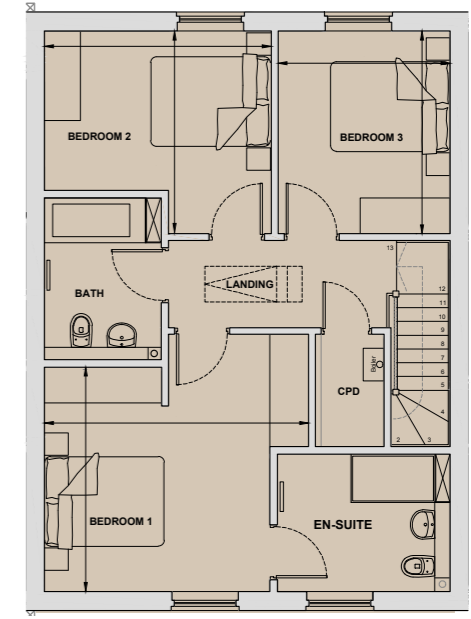 BEDROOM 2
BEDROOM 3
13
12
11
10
9
8
7
6
5
4
3
2
LANDING
BATH
Boiler
CPD
BEDROOM 1
EN-SUITE